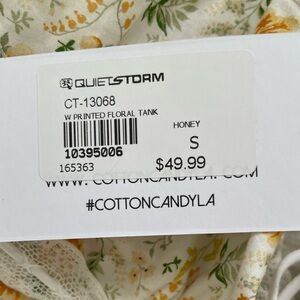 QUIETSTORM
CT-13068
W PRINTED FLORAL TANK
HONEY
S
10395006
165363
$49.99
WWW.COTTONCANDYLA.COM
#COTTONCANDYLA